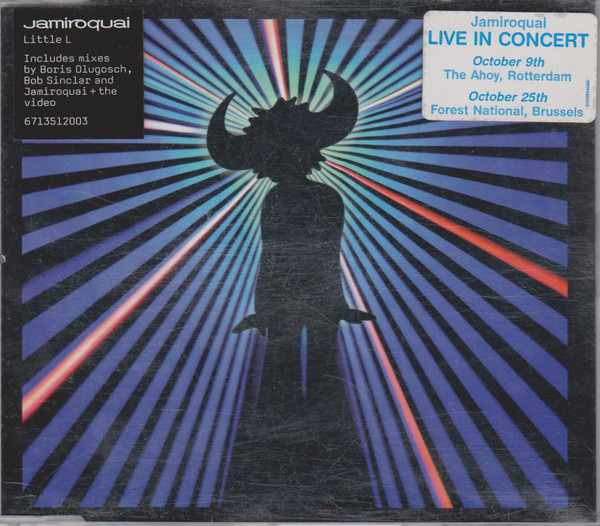 Jamiroquai
Little L
Includes mixes
by Boris Dlugosch,
Bob Sinclar and
Jamiroquai + the
video
6713512003
Jamiroquai
LIVE IN CONCERT
October 9th
The Ahoy, Rotterdam
October 25th
Forest National, Brussels